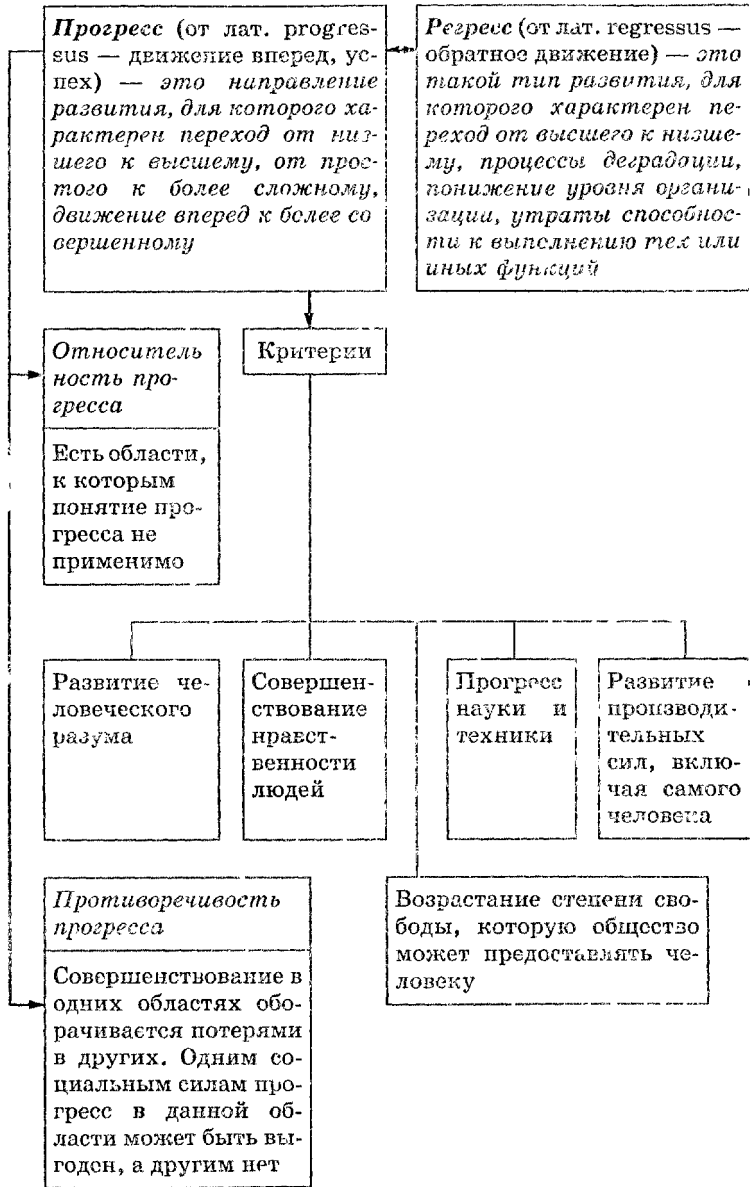 Прогресс (от лат. progres-
sus — движение вперед, ус-
пех) — это направление
развития, для которого ха-
рактерен переход от низ-
шего к высшему, от прос-
того к более сложному,
движение вперед к более со
вершенному
Регресс (от лат. regressus —
обратное движение) — это
такой тип развития, для
которого характерен пе-
реход от высшего к низше-
му, процессы деградации,
понижение уровня органи-
зации, утраты способнос-
ти к выполнению тех или
иных функций
Относитель
ность про-
гресса
Есть области,
к которым
понятие про-
гресса не
применимо
Критерии
Развитие че-
ловеческого
разума
Совершен-
ствование
нравст-
венности
людей
Прогресс
науки и
техники
Развитие
производи-
тельных
сил, вклю-
чая самого
человека
Противоречивость
прогресса
Совершенствование в
одних областях обо-
рачивается потерями
в других. Одним со-
циальным силам про-
гресс в данной об-
ласти может быть вы-
годен, а другим нет
Возрастание степени сво-
боды, которую общество
может предоставлять че-
ловеку